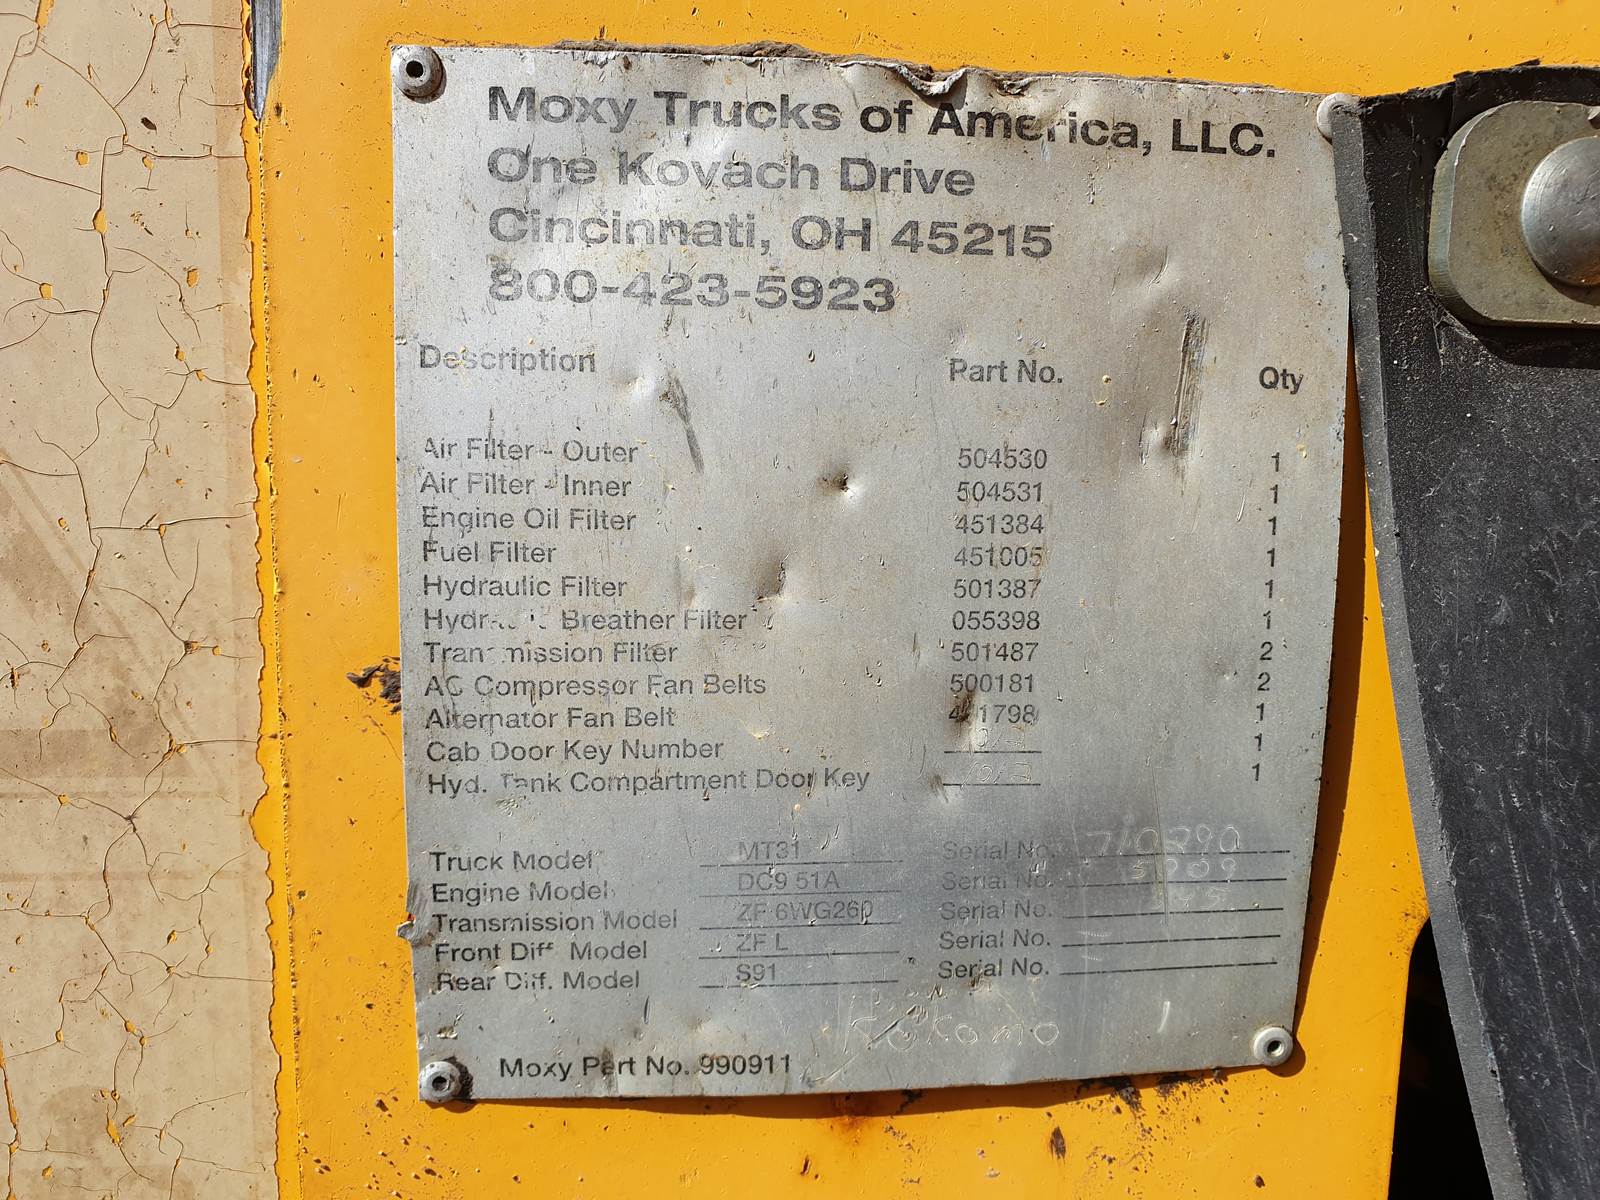 Moxy Trucks of America, LLC.
One Kovach Drive
Cincinnati, OH 45215
800-423-5923
Description Part No. Qty
Air Filter - Outer 504530 1
Air Filter - Inner 504531 1
Engine Oil Filter 451384 1
Fuel Filter 451005 1
Hydraulic Filter 501387 1
Hydraulic Breather Filter 055398 1
Transmission Filter 501487 2
AC Compressor Fan Belts 500181 2
Alternator Fan Belt 1
Cab Door Key Number 1
Hyd. Tank Compartment Door Key 1
Truck Model MT31 Serial No. 710290
Engine Model DC9 51A Serial No.
Transmission Model ZF 6WG260 Serial No.
Front Diff. Model ZF L Serial No.
Rear Diff. Model S91 Serial No.
Kokomo
Moxy Part No. 990911